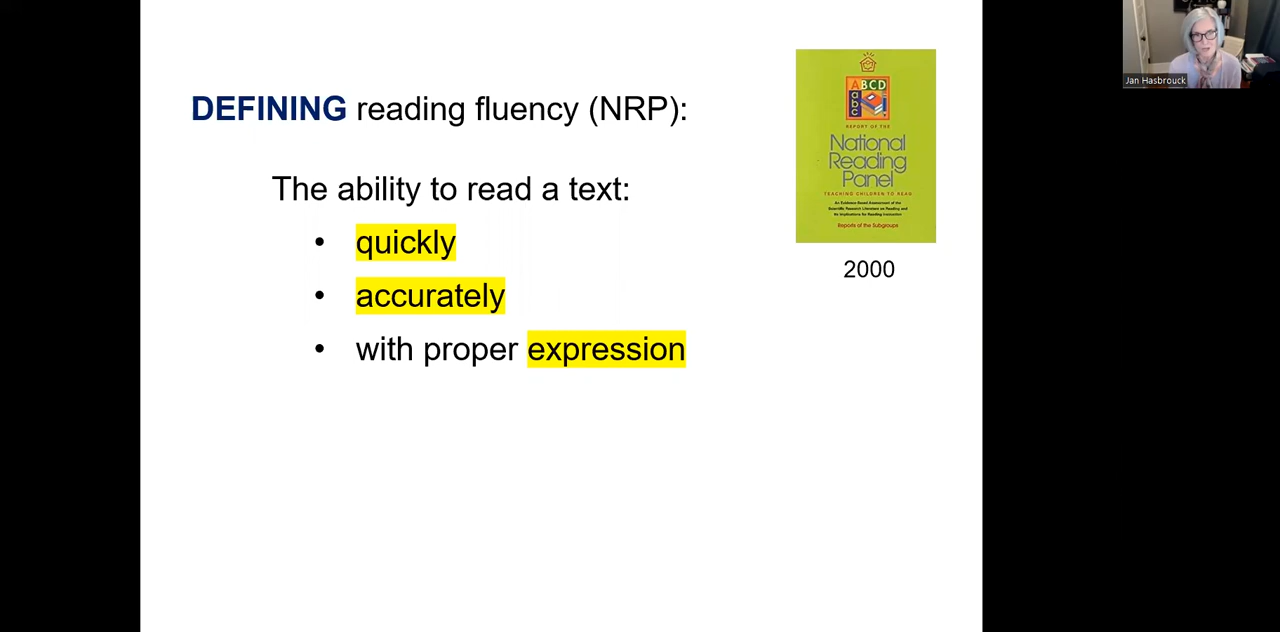 DEFINING reading fluency (NRP):
The ability to read a text:
• quickly
• accurately
• with proper expression
ABCD
abc
REPORT OF THE
National
Reading
Panel
TEACHING CHILDREN TO READ
An Evidence-Based Assessment of the
Scientific Research Literature on Reading and
Its Implications for Reading Instruction
Reports of the Subgroups
2000
Jan Hasbrouck